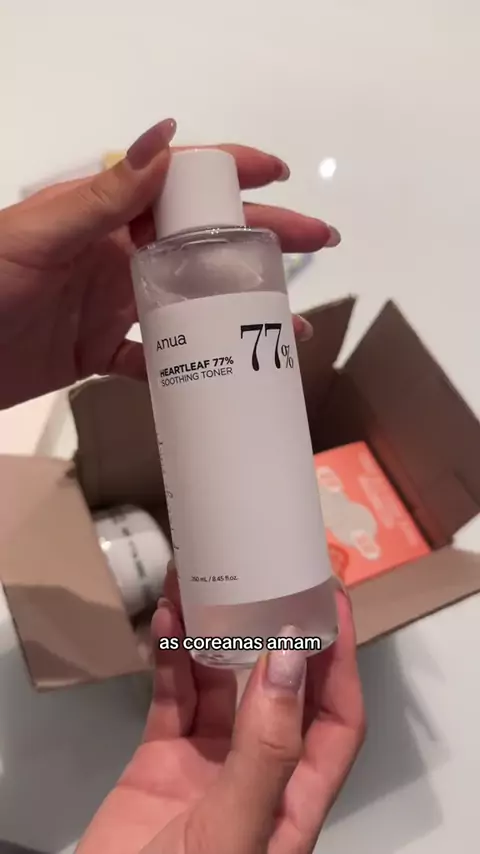 Anua
77%
HEARTLEAF 77%
SOOTHING TONER
250 mL / 8.45 fl.oz.
as coreanas amam